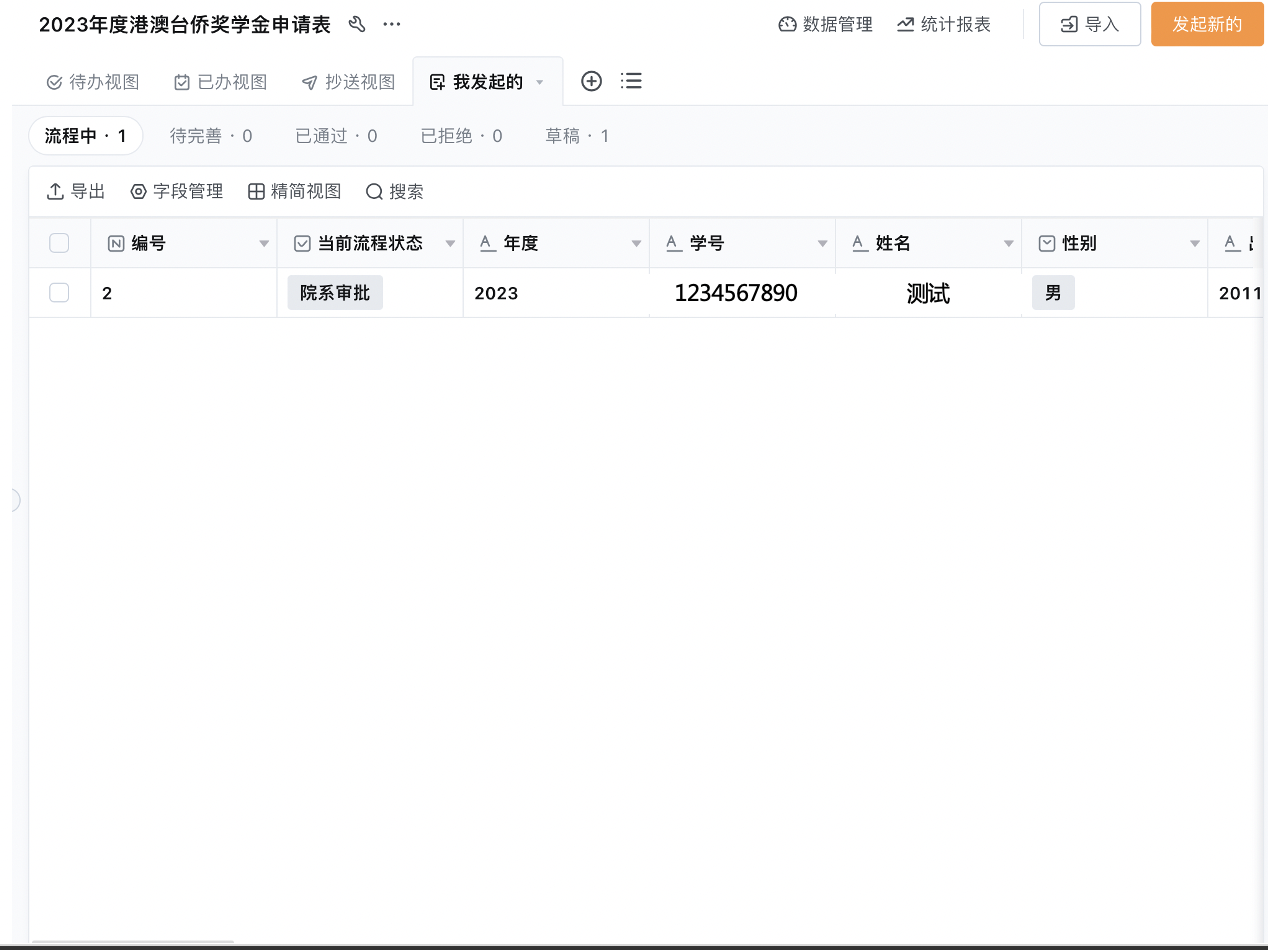 2023年度港澳台侨奖学金申请表 数据管理 统计报表 导入 发起新的
待办视图 已办视图 抄送视图 我发起的
流程中 · 1 待完善 · 0 已通过 · 0 已拒绝 · 0 草稿 · 1
导出 字段管理 精简视图 搜索
编号 当前流程状态 年度 学号 姓名 性别
2 院系审批 2023 1234567890 测试 男 2011